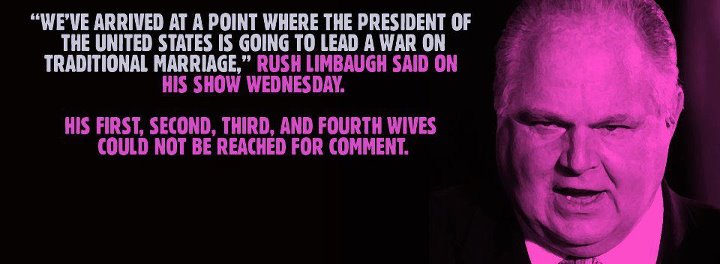 “WE’VE ARRIVED AT A POINT WHERE THE PRESIDENT OF
THE UNITED STATES IS GOING TO LEAD A WAR ON
TRADITIONAL MARRIAGE,” RUSH LIMBAUGH SAID ON
HIS SHOW WEDNESDAY.
HIS FIRST, SECOND, THIRD, AND FOURTH WIVES
COULD NOT BE REACHED FOR COMMENT.